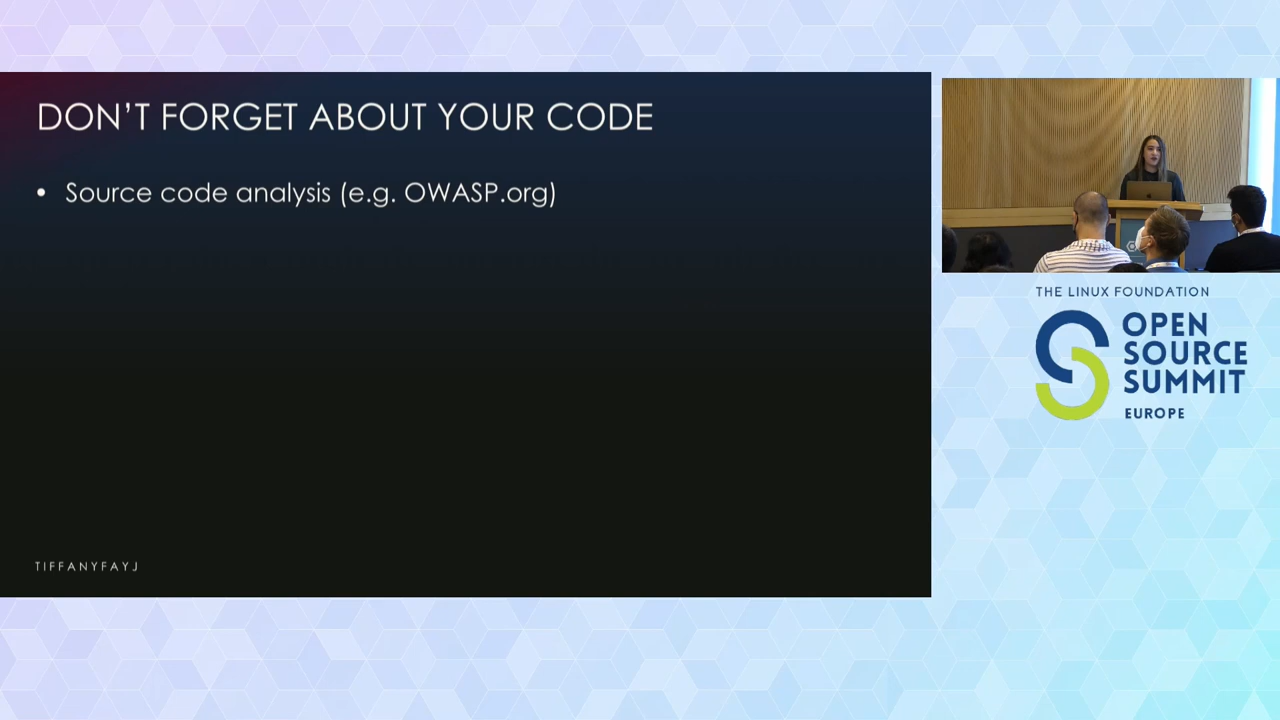 DON'T FORGET ABOUT YOUR CODE
• Source code analysis (e.g. OWASP.org)
TIFFANYFAYJ
THE LINUX FOUNDATION
OPEN
SOURCE
SUMMIT
EUROPE